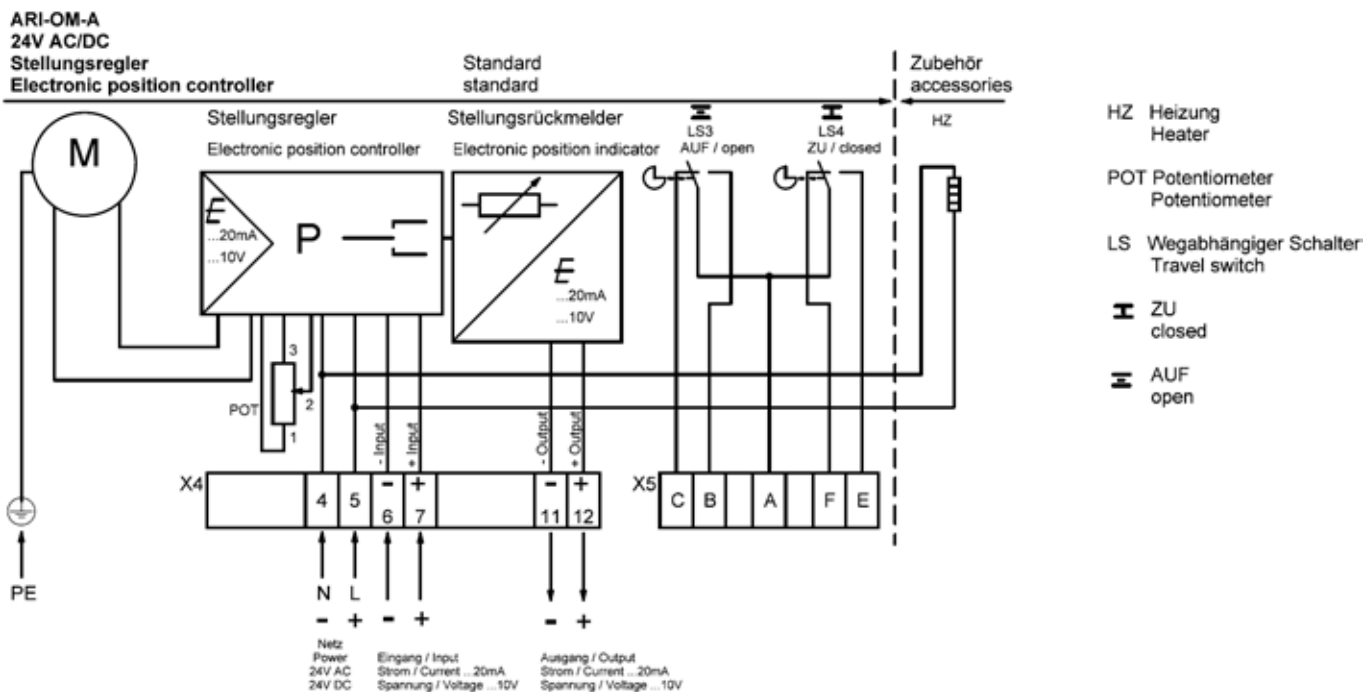 ARI-OM-A
24V AC/DC
Stellungsregler
Electronic position controller
Standard
standard
Zubehör
accessories
Stellungsregler
Electronic position controller
Stellungsrückmelder
Electronic position indicator
LS3
AUF / open
LS4
ZU / closed
HZ
M
E
...20mA
...10V
P
E
...20mA
...10V
3
POT
2
1
- Input
+ Input
- Output
+ Output
X4
4
5
-
6
+
7
-
11
+
12
X5
C
B
A
F
E
PE
N
L
- + - +
- +
Netz
Power
24V AC
24V DC
Eingang / Input
Strom / Current ...20mA
Spannung / Voltage ...10V
Ausgang / Output
Strom / Current ...20mA
Spannung / Voltage ...10V
HZ Heizung
Heater
POT Potentiometer
Potentiometer
LS Wegabhängiger Schalter
Travel switch
ZU
closed
AUF
open